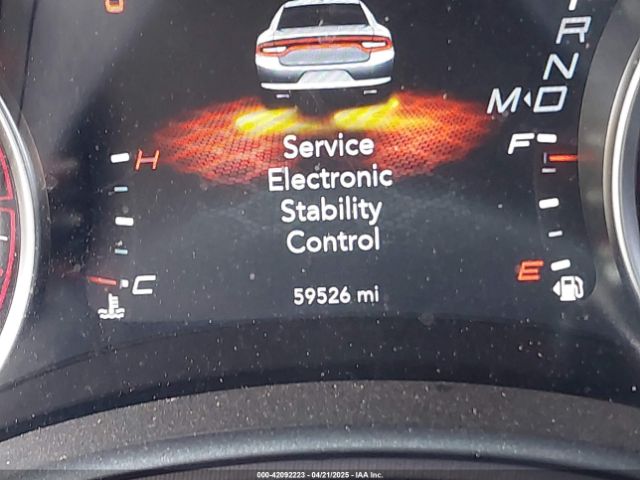 R
N
M◂D
H
F
Service
Electronic
Stability
Control
C
E
59526 mi
000-42092223 - 04/21/2025 - IAA Inc.